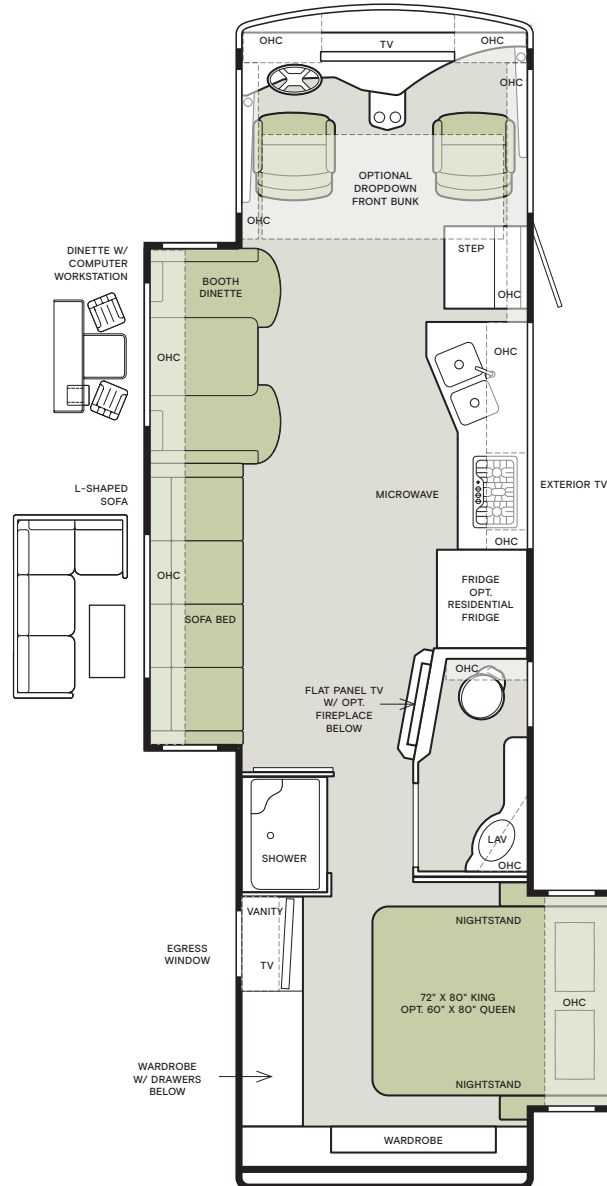 OHC
TV
OHC
OHC
OPTIONAL
DROPDOWN
FRONT BUNK
OHC
STEP
OHC
DINETTE W/
COMPUTER
WORKSTATION
BOOTH
DINETTE
OHC
OHC
L-SHAPED
SOFA
MICROWAVE
EXTERIOR TV
OHC
OHC
SOFA BED
FRIDGE
OPT.
RESIDENTIAL
FRIDGE
OHC
FLAT PANEL TV
W/ OPT.
FIREPLACE
BELOW
LAV
OHC
SHOWER
VANITY
TV
EGRESS
WINDOW
NIGHTSTAND
72" X 80" KING
OPT. 60" X 80" QUEEN
OHC
NIGHTSTAND
WARDROBE
W/ DRAWERS
BELOW
WARDROBE